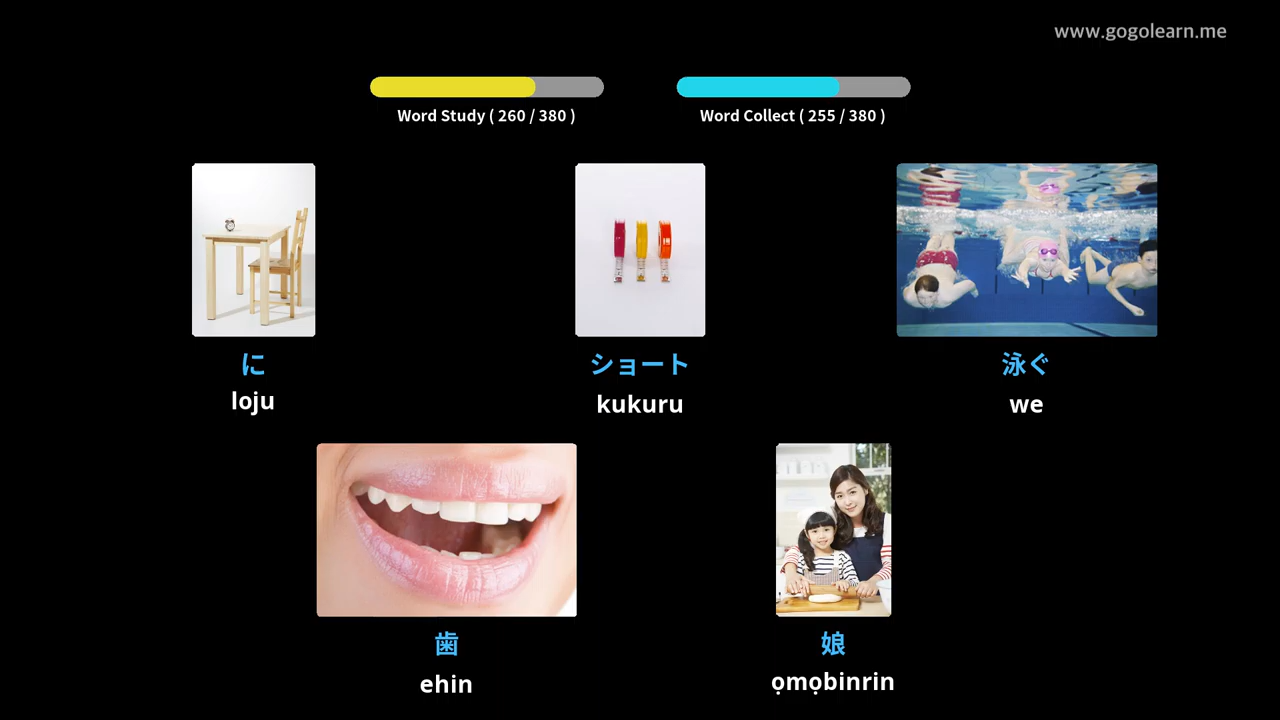 www.gogolearn.me
Word Study ( 260 / 380 )
Word Collect ( 255 / 380 )
に
loju
ショート
kukuru
泳ぐ
we
歯
ehin
娘
ọmọbinrin